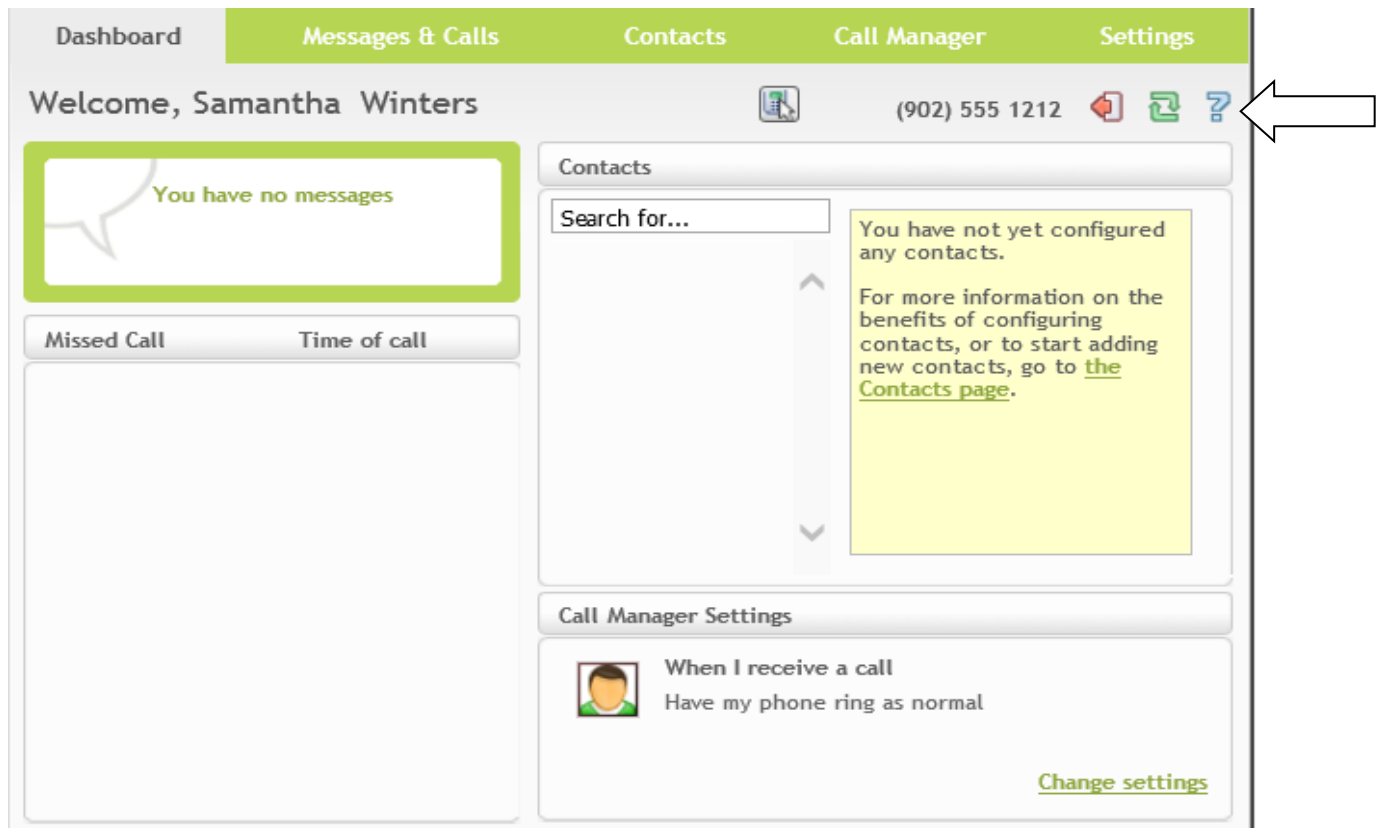 Dashboard Messages & Calls Contacts Call Manager Settings
Welcome, Samantha Winters (902) 555 1212
You have no messages
Missed Call Time of call
Contacts
Search for...
You have not yet configured
any contacts.
For more information on the
benefits of configuring
contacts, or to start adding
new contacts, go to the
Contacts page.
Call Manager Settings
When I receive a call
Have my phone ring as normal
Change settings